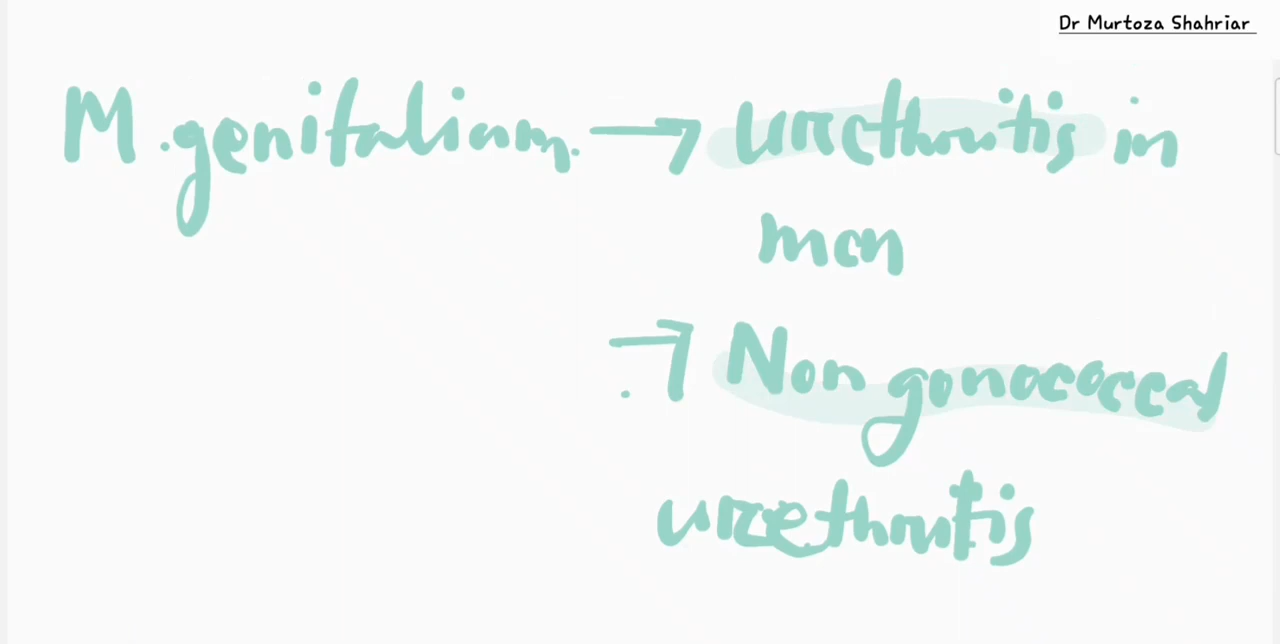 Dr Murtoza Shahriar
M.genitalium. → Urethritis in
men
→ Non gonococcal
urethritis